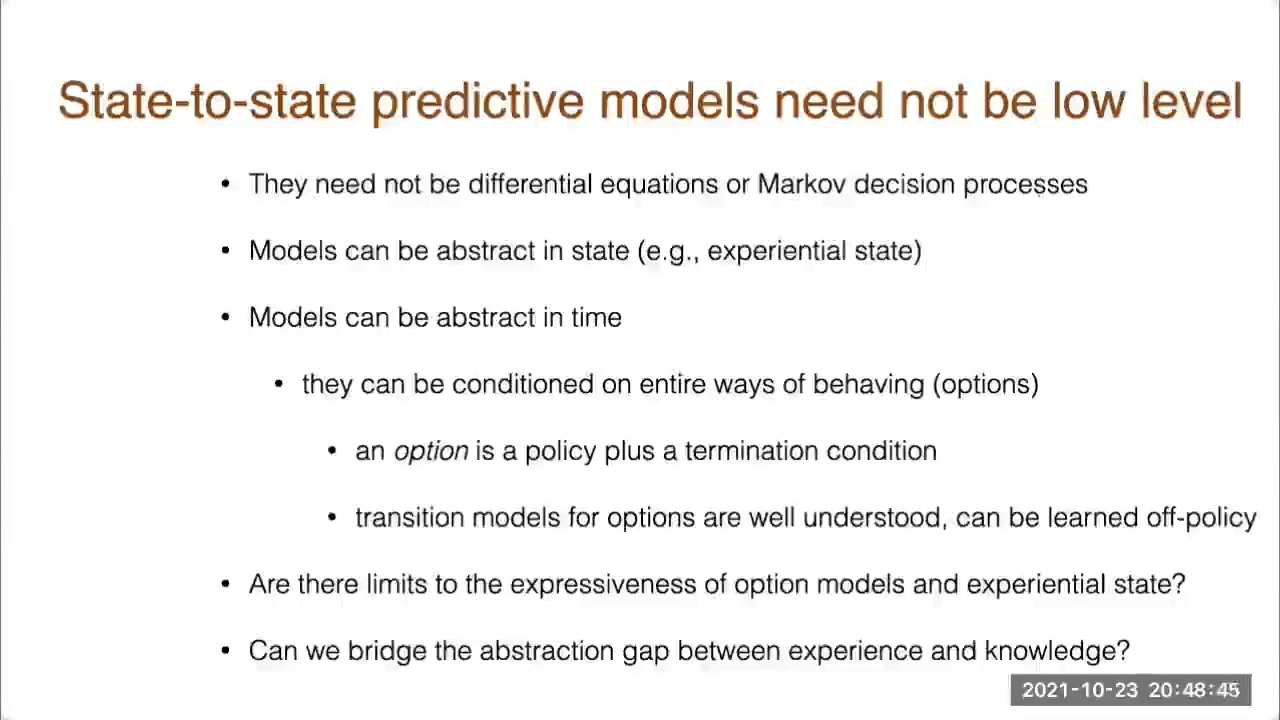 State-to-state predictive models need not be low level
• They need not be differential equations or Markov decision processes
• Models can be abstract in state (e.g., experiential state)
• Models can be abstract in time
• they can be conditioned on entire ways of behaving (options)
• an option is a policy plus a termination condition
• transition models for options are well understood, can be learned off-policy
• Are there limits to the expressiveness of option models and experiential state?
• Can we bridge the abstraction gap between experience and knowledge?
2021-10-23 20:48:45